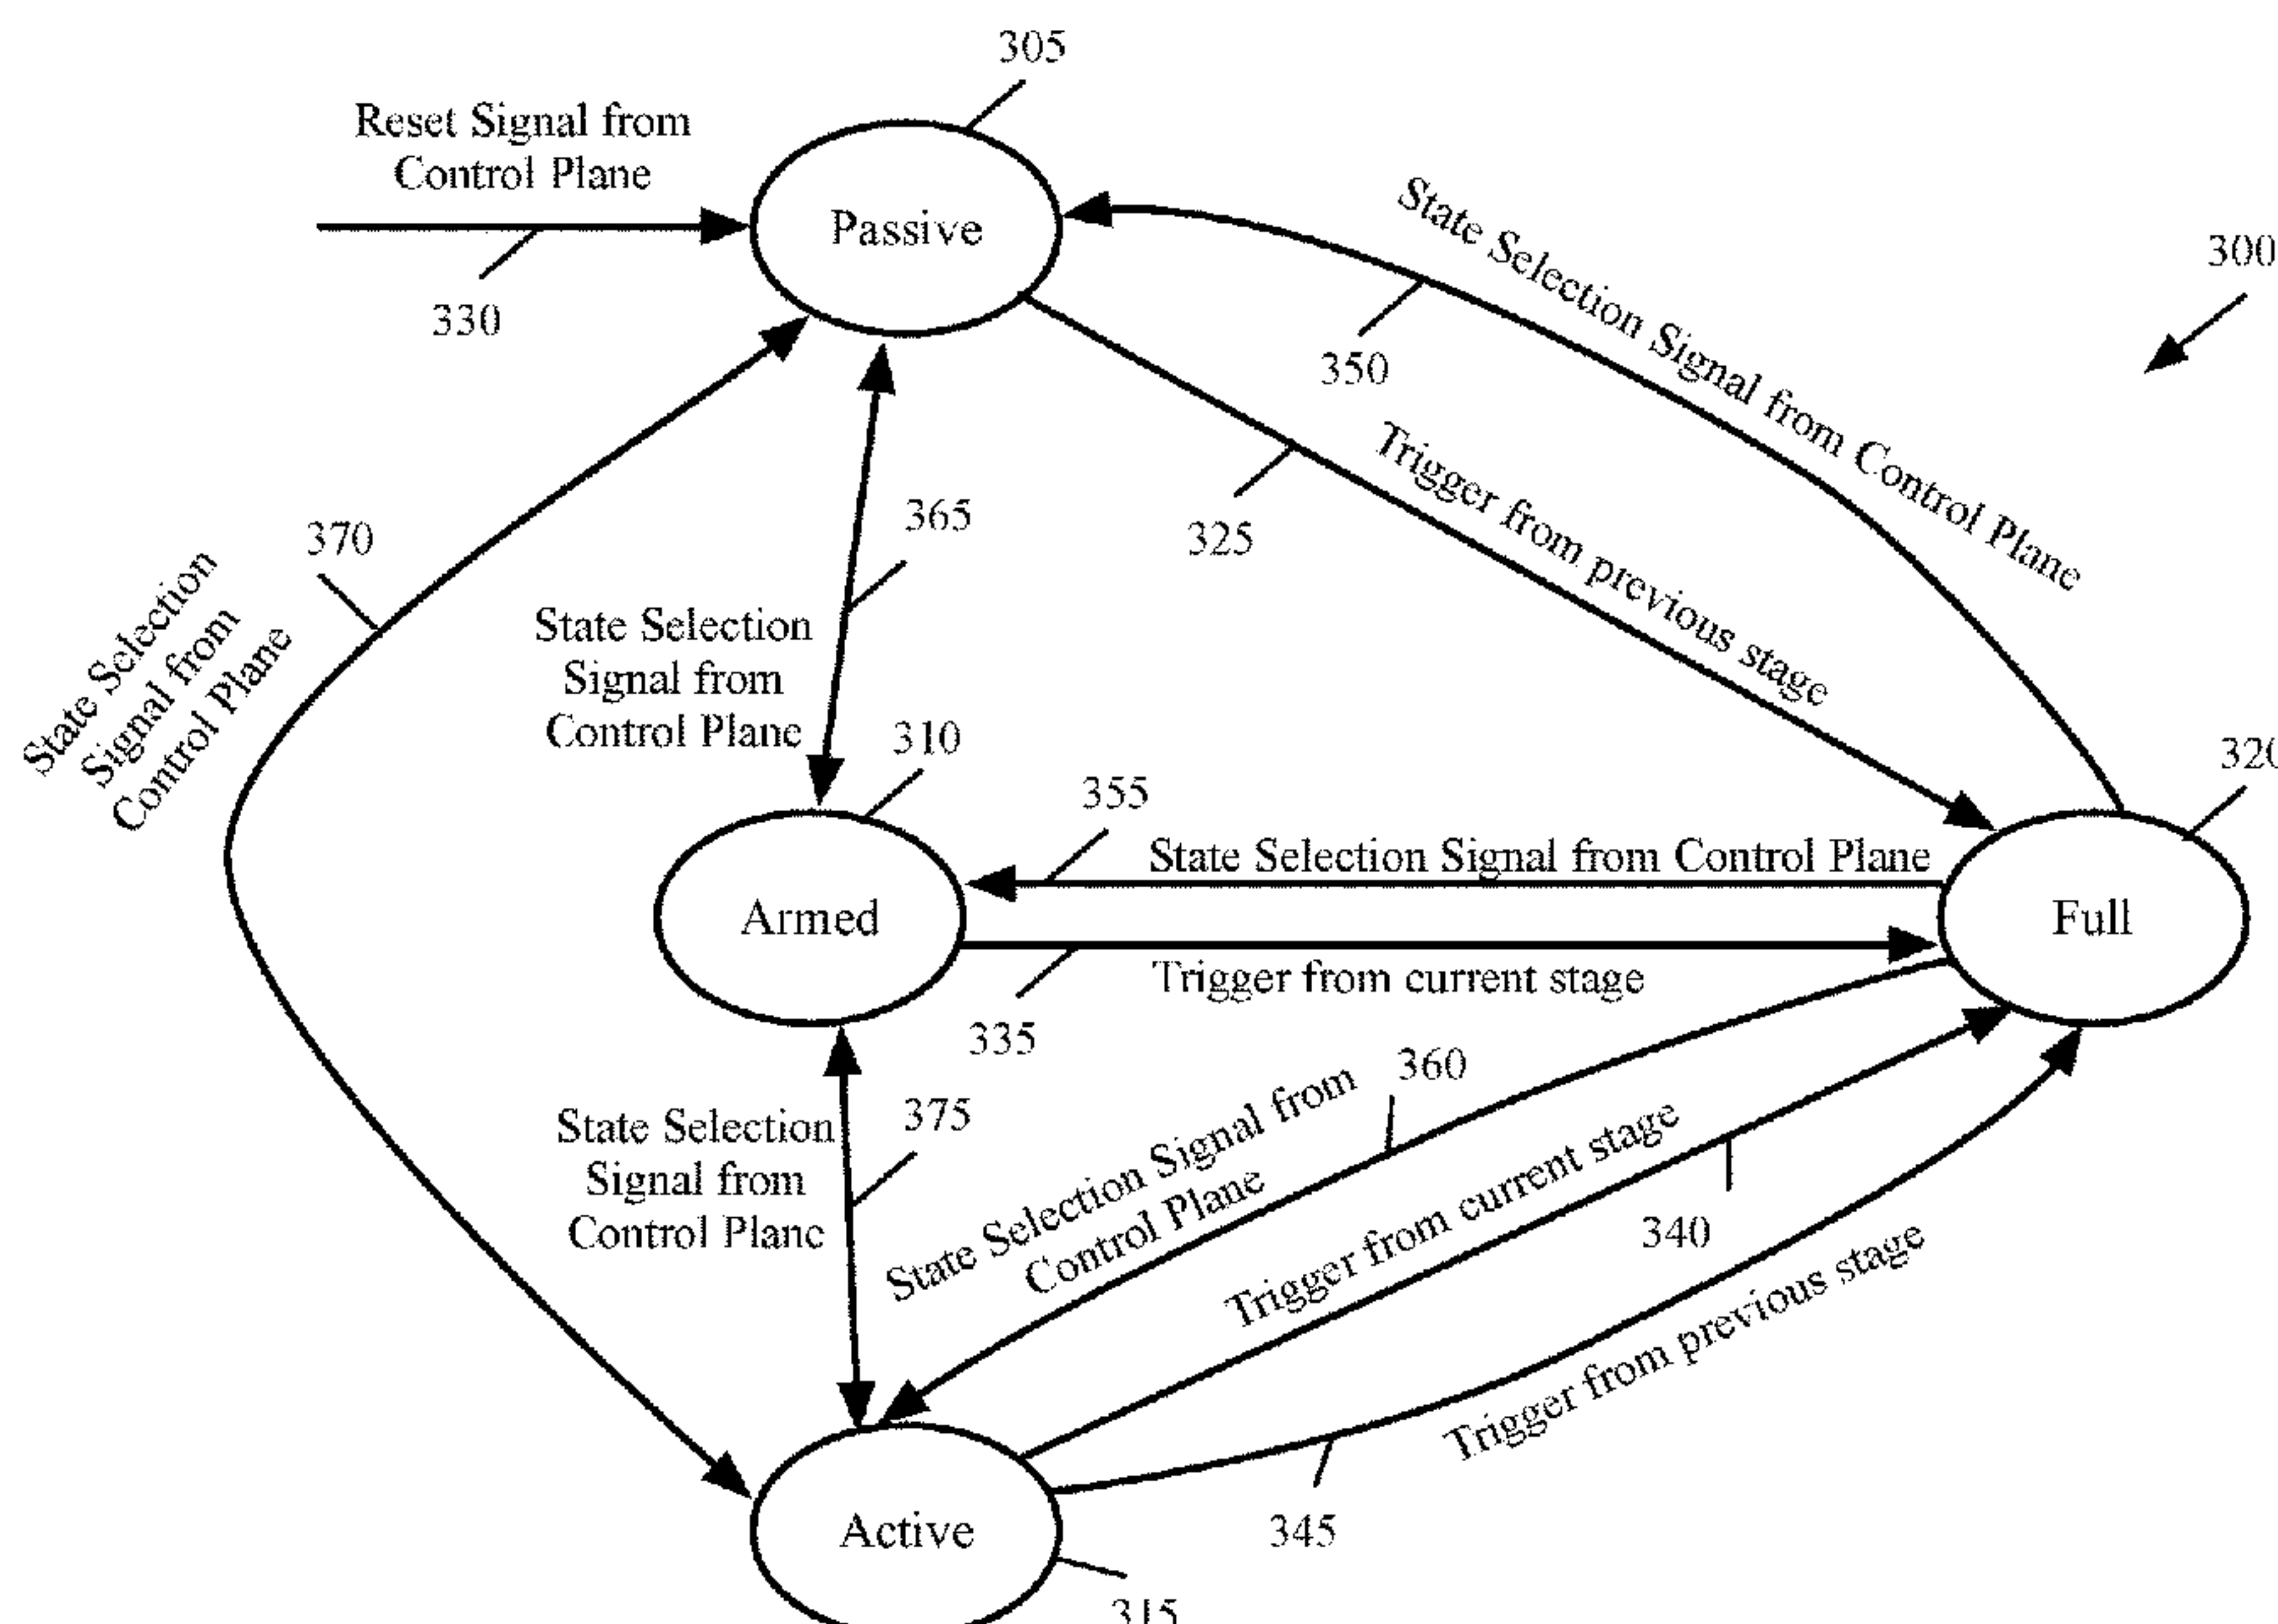 305
Reset Signal from
Control Plane
Passive
330
State Selection Signal from Control Plane
300
350
Trigger from previous stage
325
370
State Selection
Signal from
Control Plane
365
State Selection
Signal from
Control Plane
310
355
320
State Selection Signal from Control Plane
Armed
Full
Trigger from current stage
335
360
State Selection
Signal from
Control Plane
375
State Selection Signal from
Control Plane
Trigger from current stage
340
Trigger from previous stage
345
Active
315